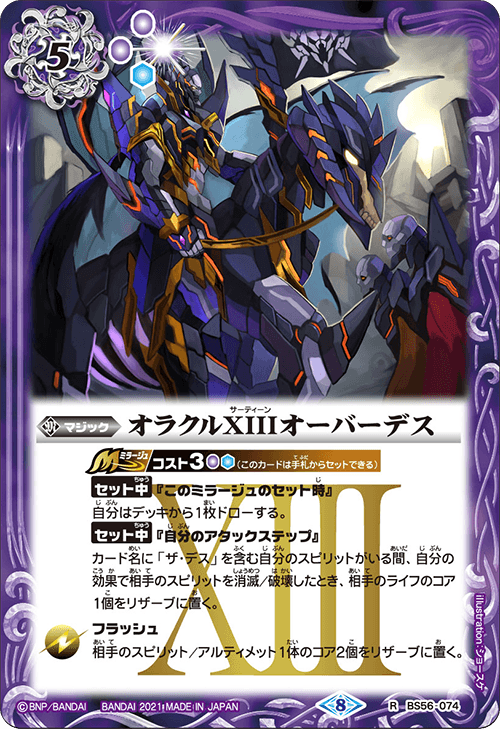 5
マジック
オラクルXIIIオーバーデス
サーティーン
M ミラージュ コスト3 (このカードは手札からセットできる)
セット中『このミラージュのセット時』
自分はデッキから1枚ドローする。
セット中『自分のアタックステップ』
カード名に「ザ・デス」を含む自分のスピリットがいる間、自分の
効果で相手のスピリットを消滅/破壊したとき、相手のライフのコア
1個をリザーブに置く。
フラッシュ
相手のスピリット/アルティメット1体のコア2個をリザーブに置く。
XIII
illustration:ショースケ
©BNP/BANDAI BANDAI 2021 MADE IN JAPAN 8 R BS56-074